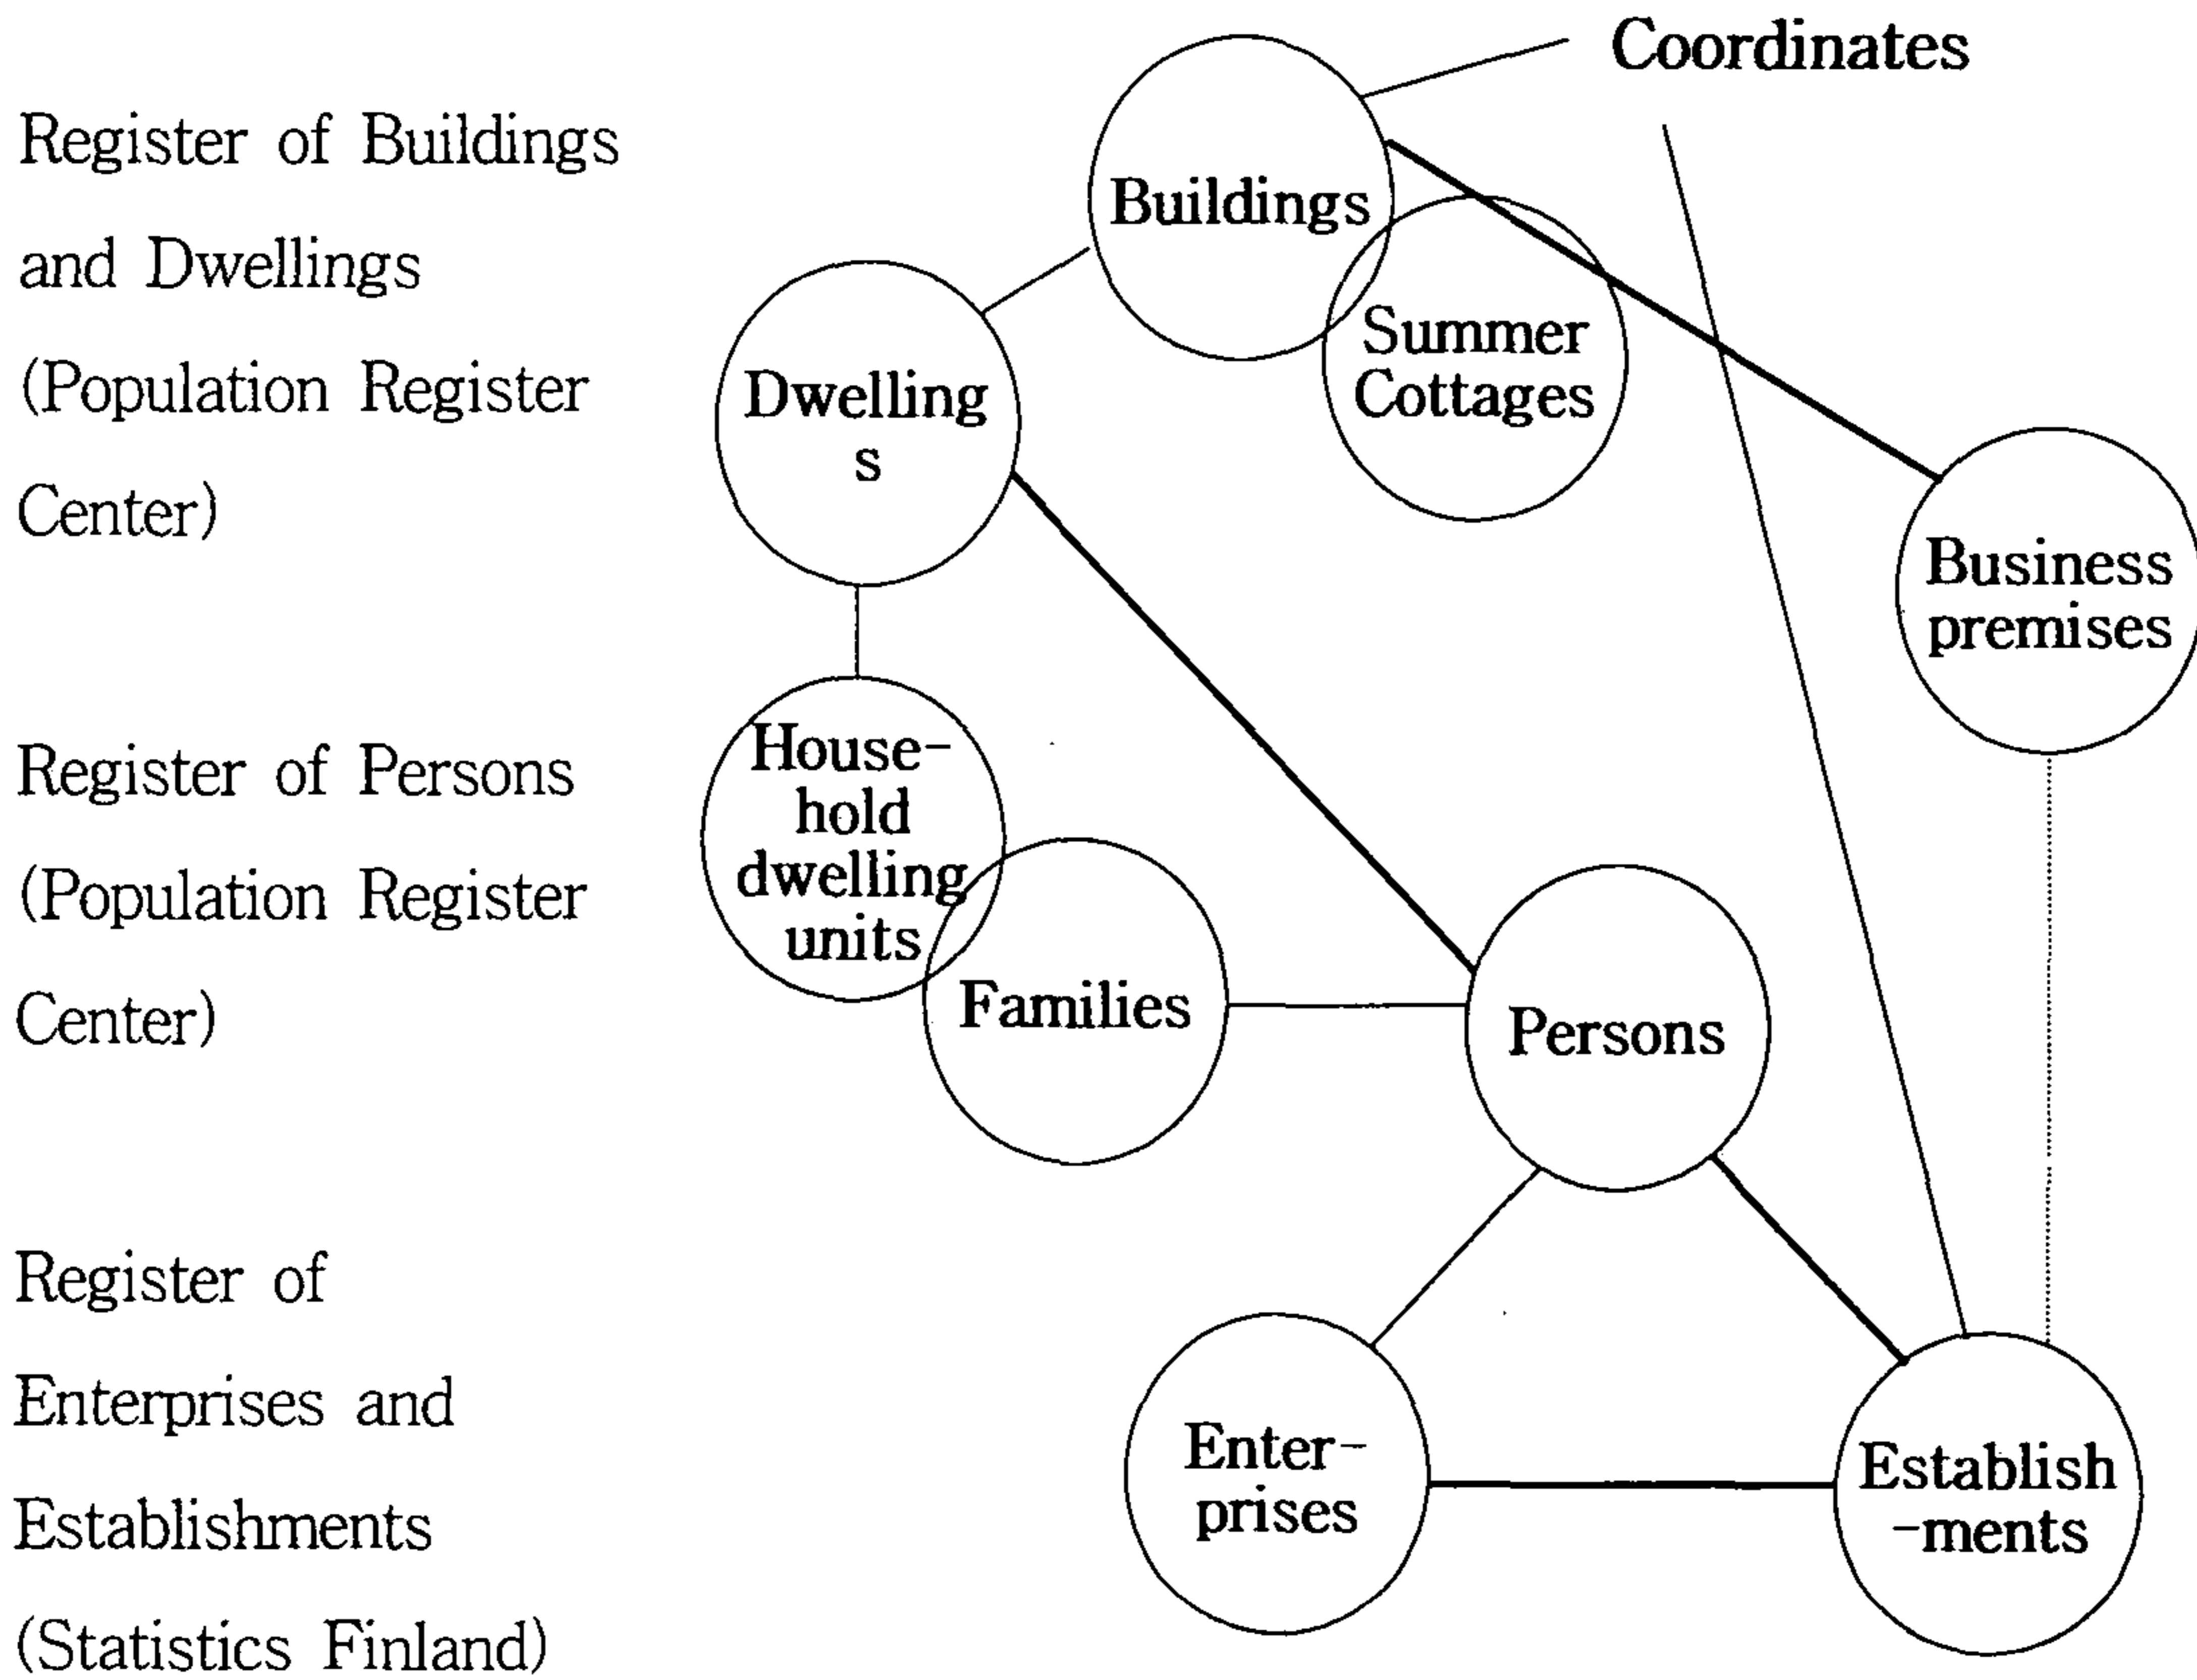 Register of Buildings
and Dwellings
(Population Register
Center)
Register of Persons
(Population Register
Center)
Register of
Enterprises and
Establishments
(Statistics Finland)
Coordinates
Buildings
Summer
Cottages
Dwelling
s
Business
premises
House-
hold
dwelling
units
Families
Persons
Enter-
prises
Establish
-ments